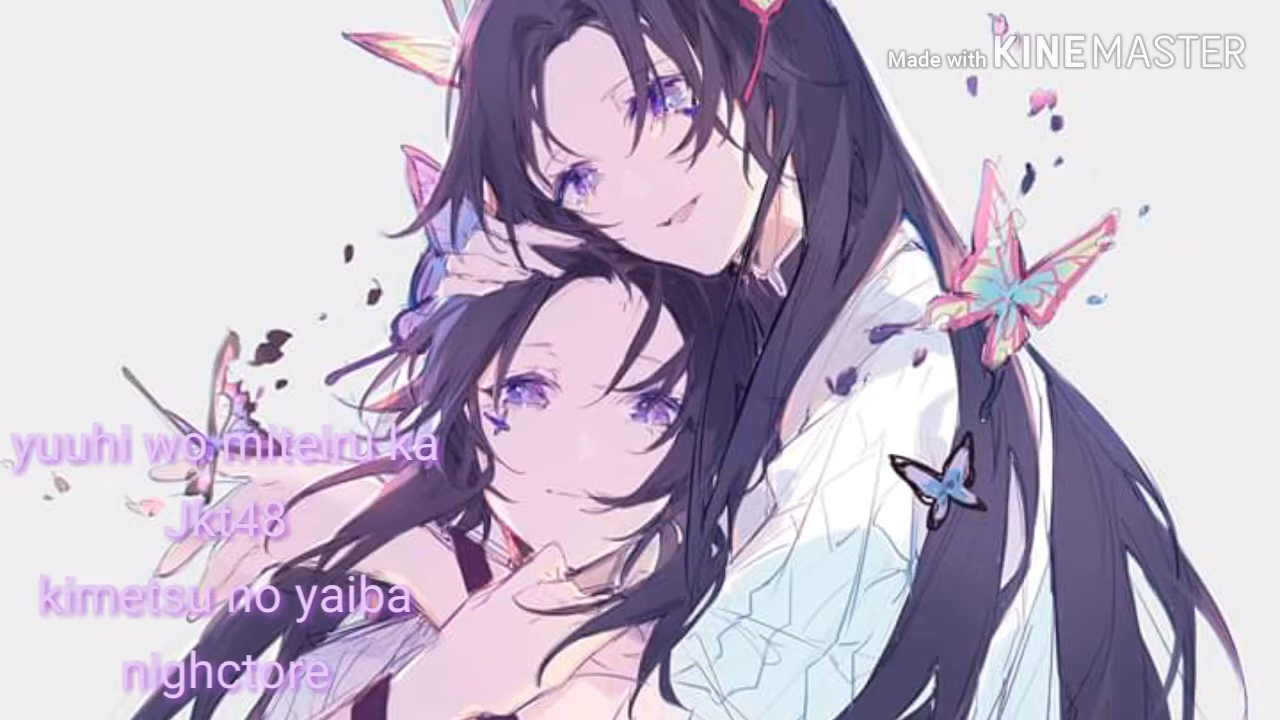 Made with KINEMASTER
yuuhi wo miteiru ka
Jkt48
kimetsu no yaiba
nighctore